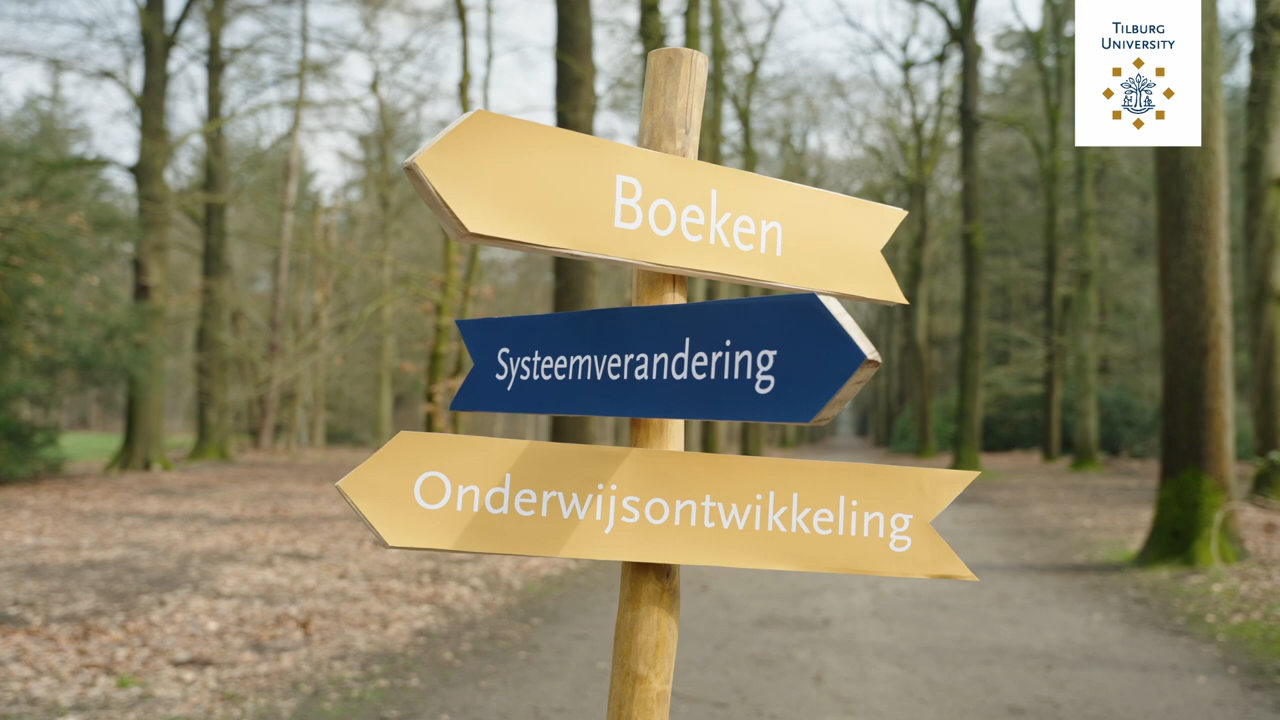 TILBURG
UNIVERSITY
Boeken
Systeemverandering
Onderwijsontwikkeling